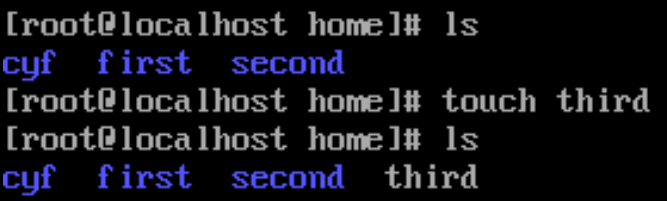 [root@localhost home]# ls
cyf  first  second
[root@localhost home]# touch third
[root@localhost home]# ls
cyf  first  second  third